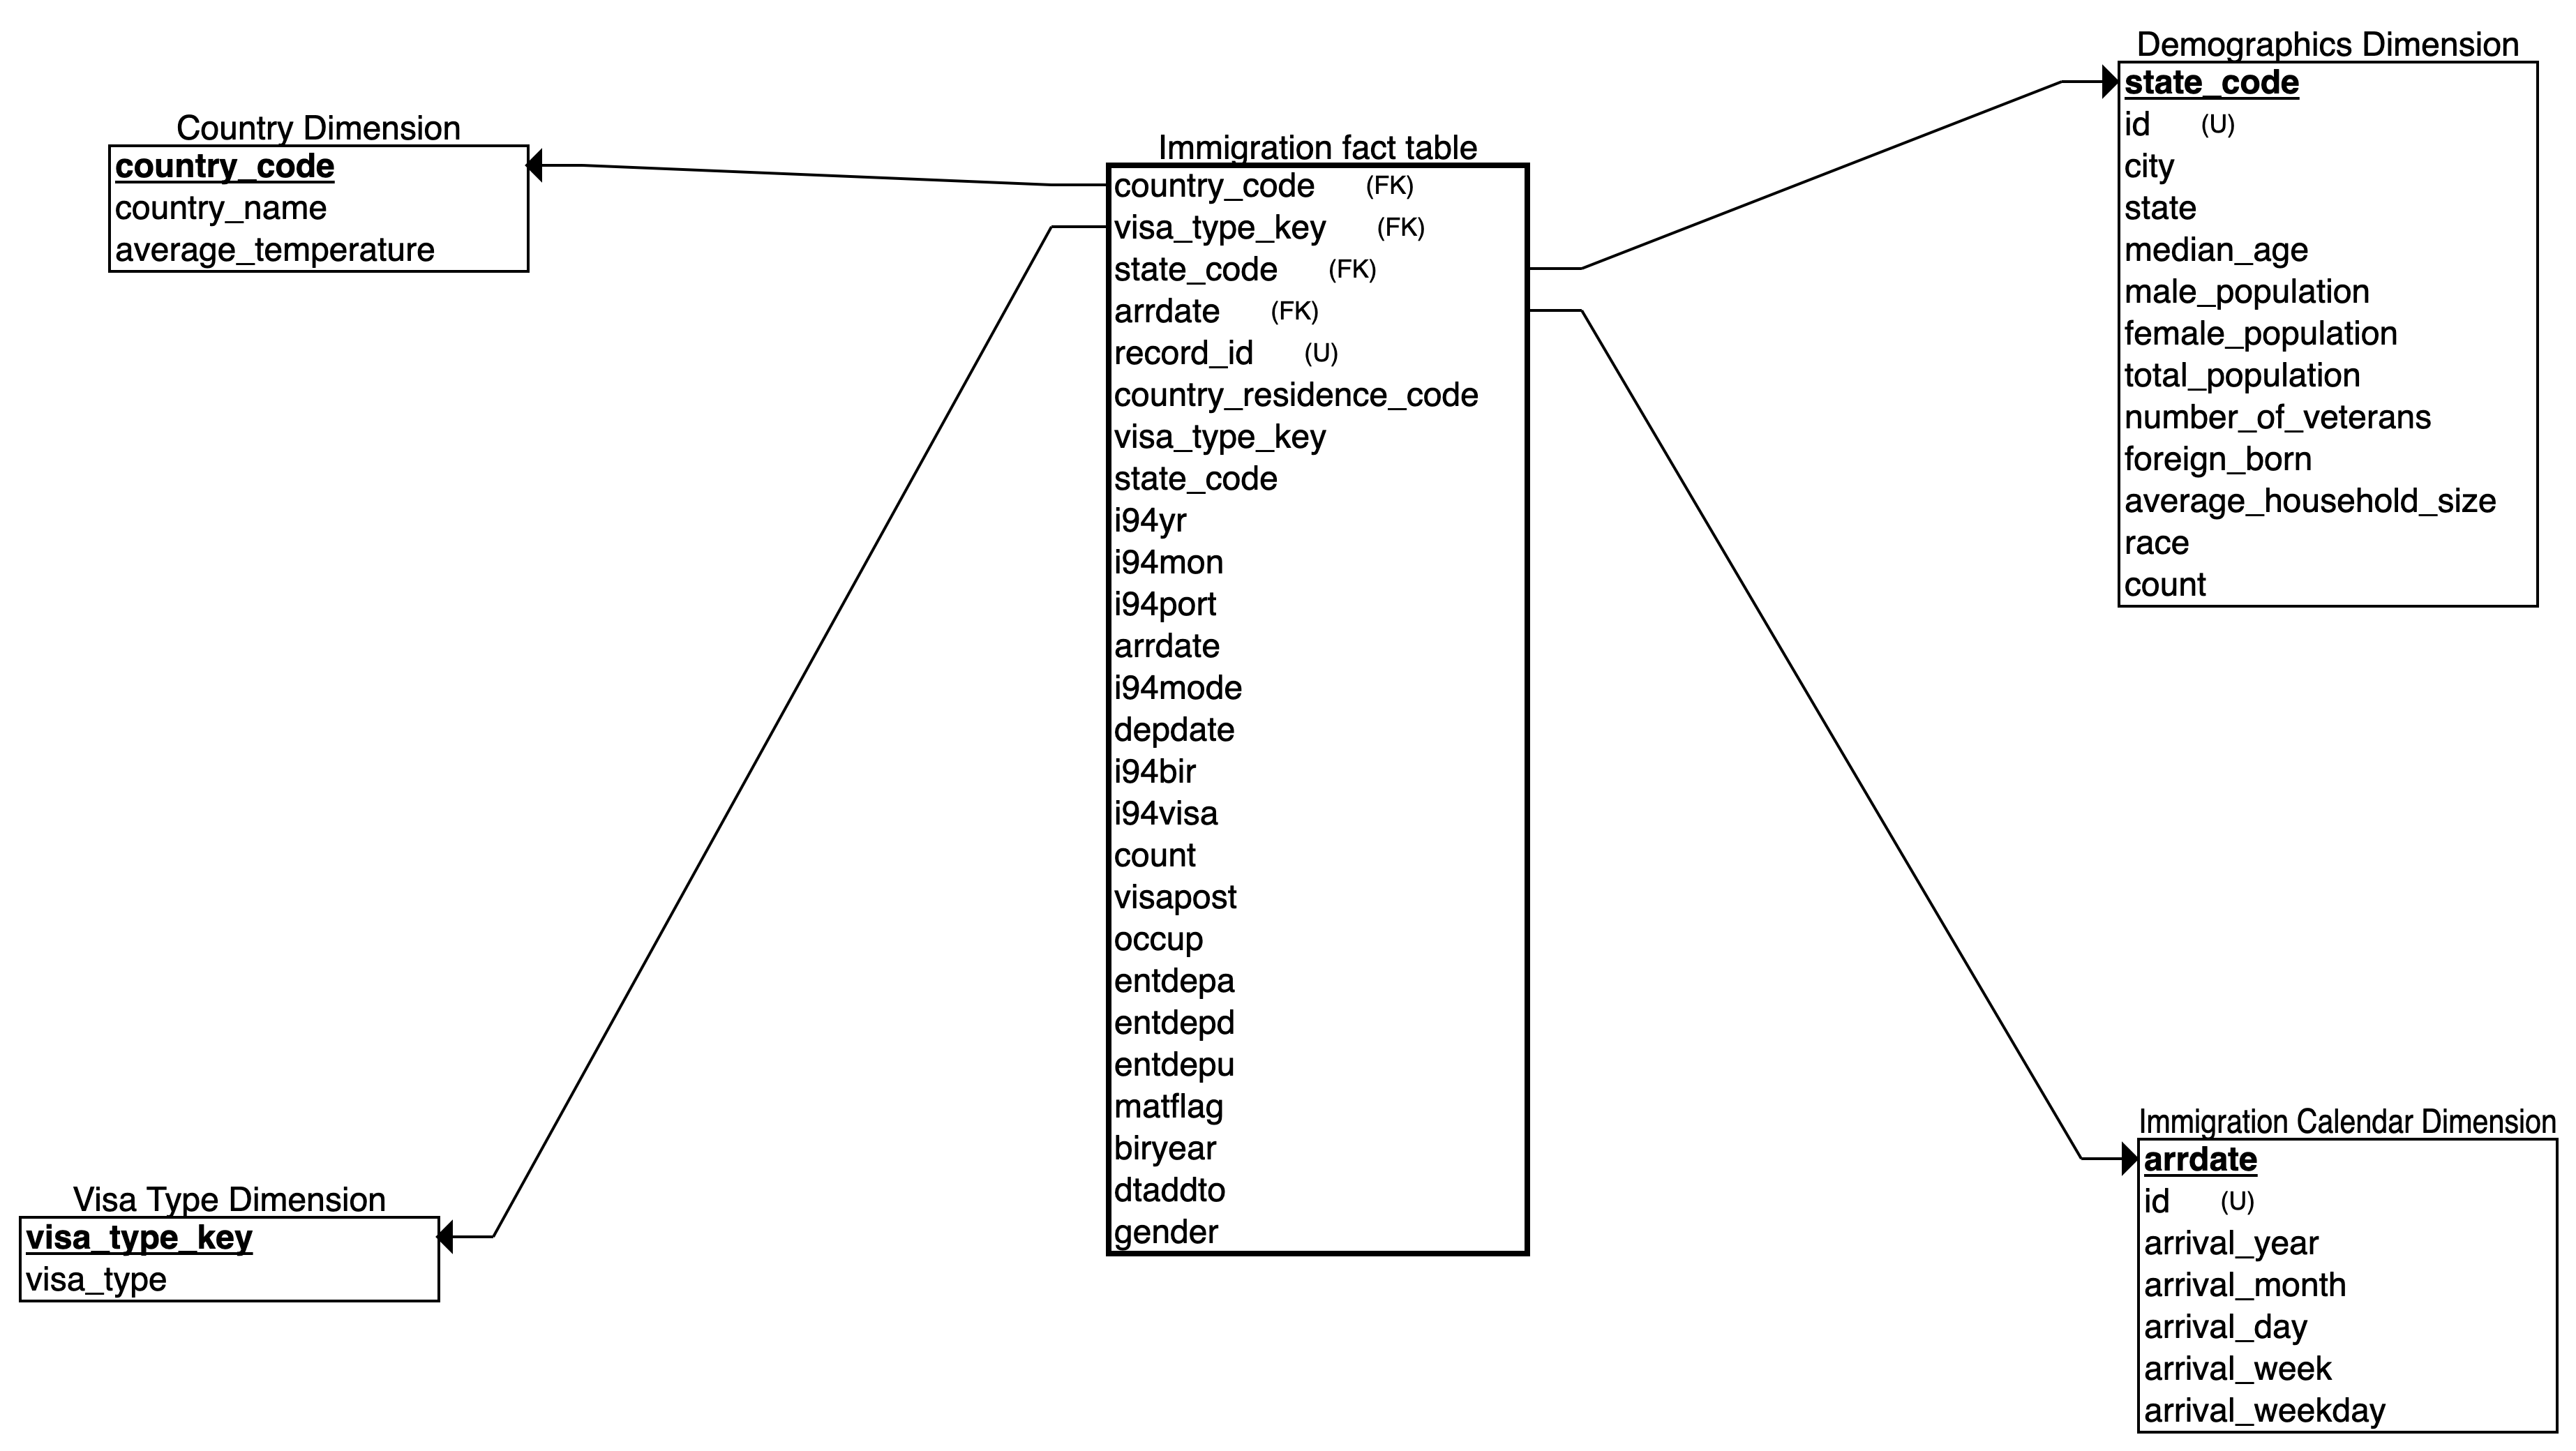 Country Dimension
country_code
country_name
average_temperature
Visa Type Dimension
visa_type_key
visa_type
Immigration fact table
country_code (FK)
visa_type_key (FK)
state_code (FK)
arrdate (FK)
record_id (U)
country_residence_code
visa_type_key
state_code
i94yr
i94mon
i94port
arrdate
i94mode
depdate
i94bir
i94visa
count
visapost
occup
entdepa
entdepd
entdepu
matflag
biryear
dtaddto
gender
Demographics Dimension
state_code
id (U)
city
state
median_age
male_population
female_population
total_population
number_of_veterans
foreign_born
average_household_size
race
count
Immigration Calendar Dimension
arrdate
id (U)
arrival_year
arrival_month
arrival_day
arrival_week
arrival_weekday